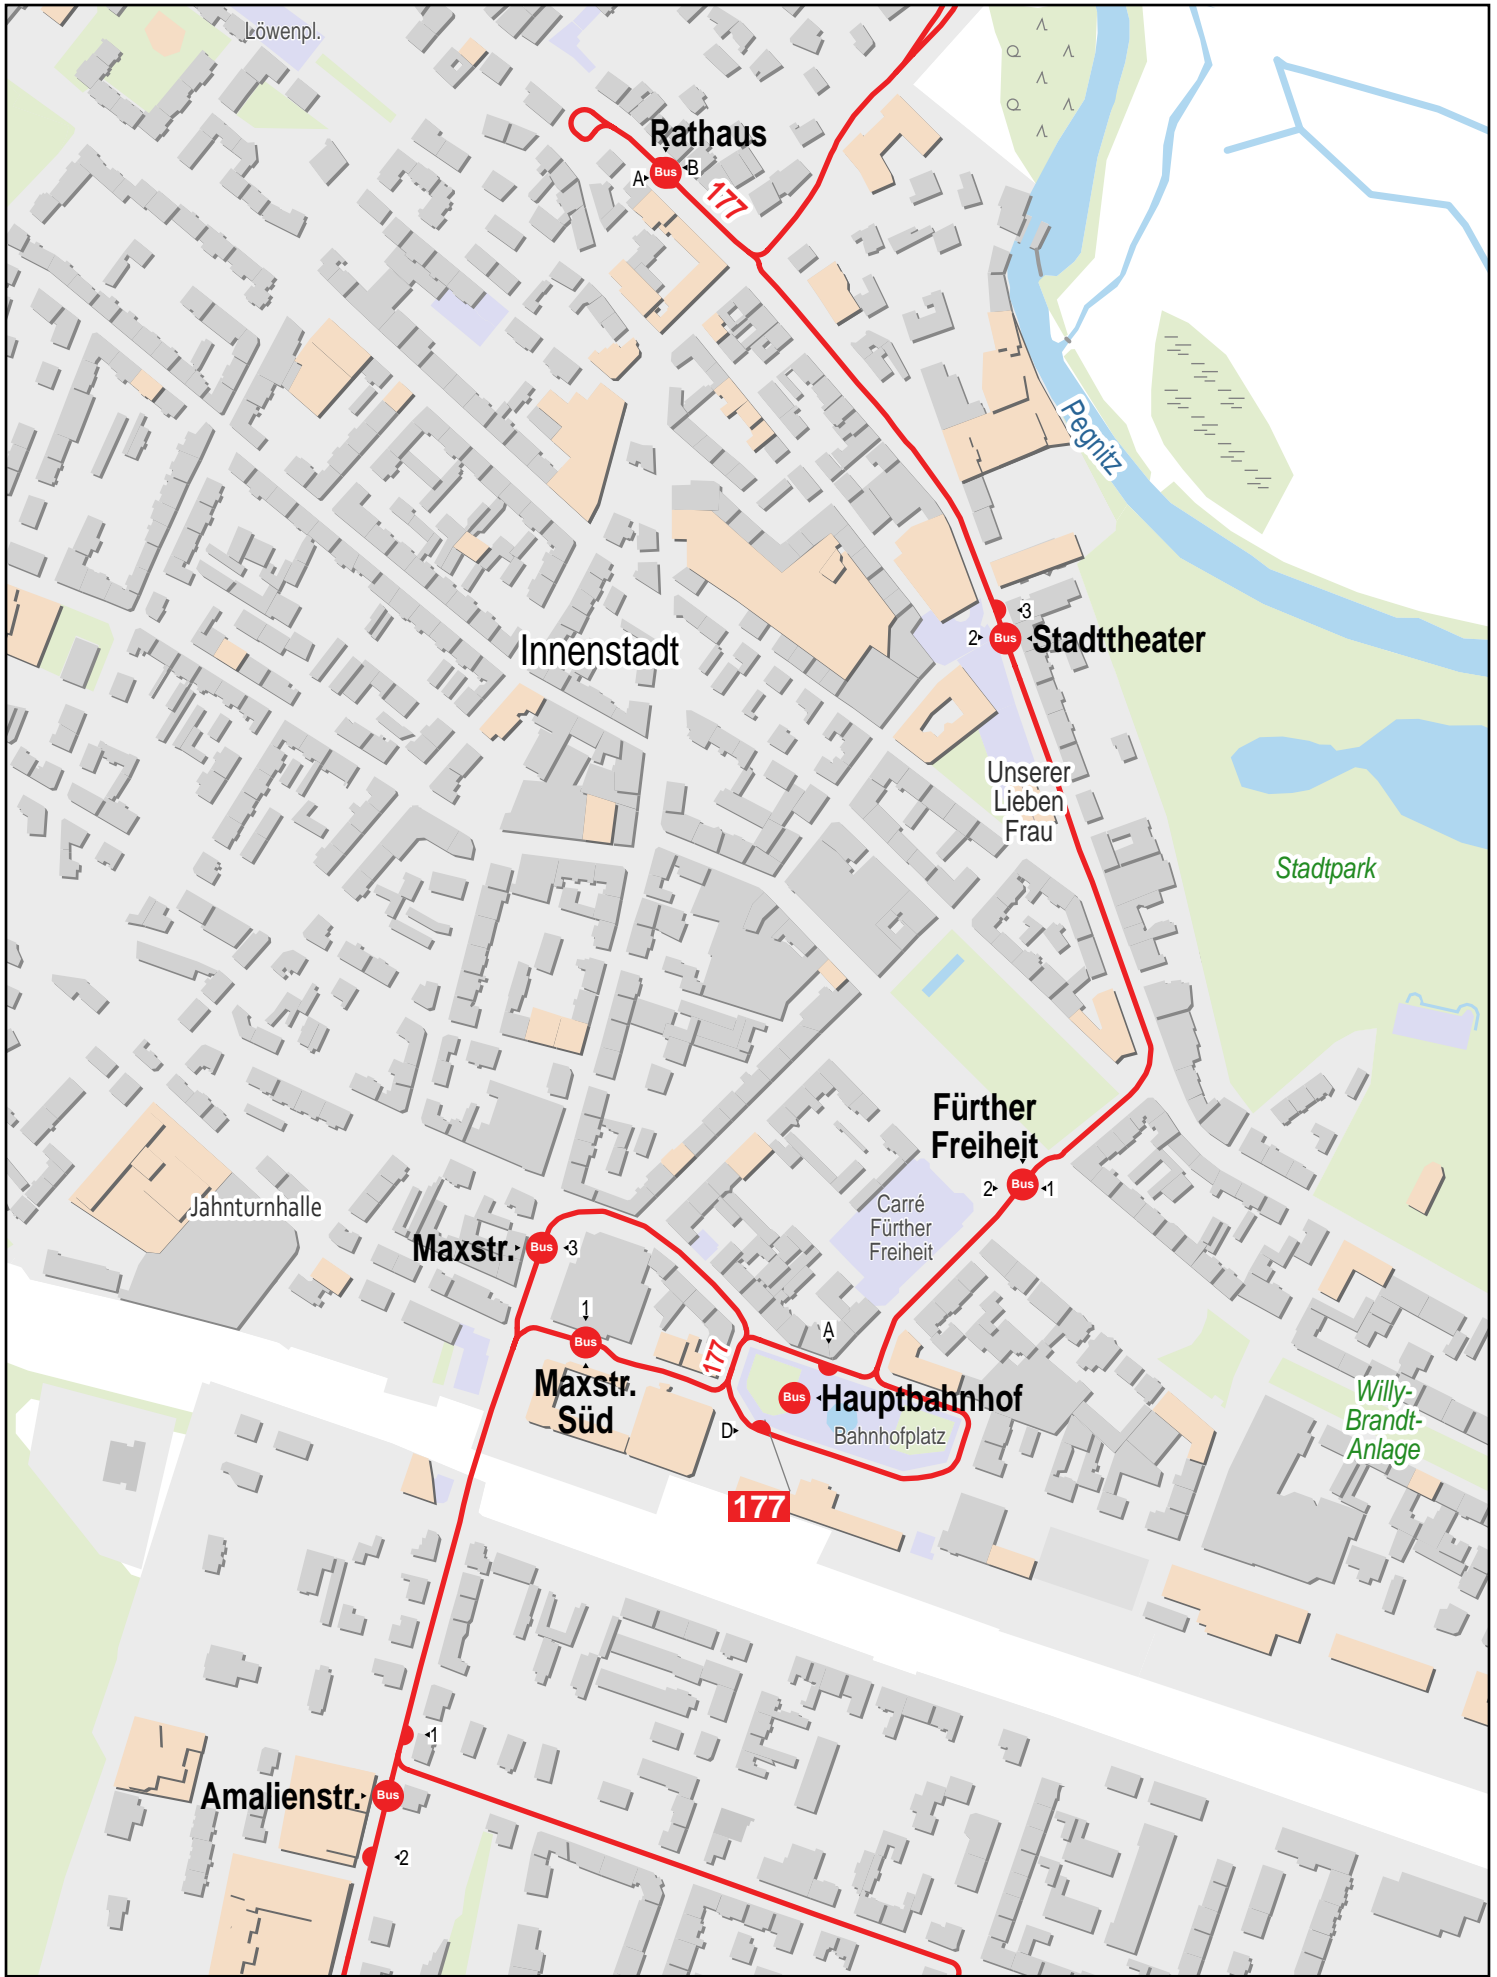 Löwenpl.
Rathaus
A
Bus
B
177
Pegnitz
3
2
Bus
Stadttheater
Innenstadt
Unserer
Lieben
Frau
Stadtpark
Fürther
Freiheit
2
Bus
1
Carré
Fürther
Freiheit
Jahnturnhalle
Maxstr.
Bus
3
1
Bus
Maxstr.
Süd
177
A
Bus
Hauptbahnhof
D
Bahnhofplatz
177
Willy-
Brandt-
Anlage
1
Amalienstr.
Bus
2